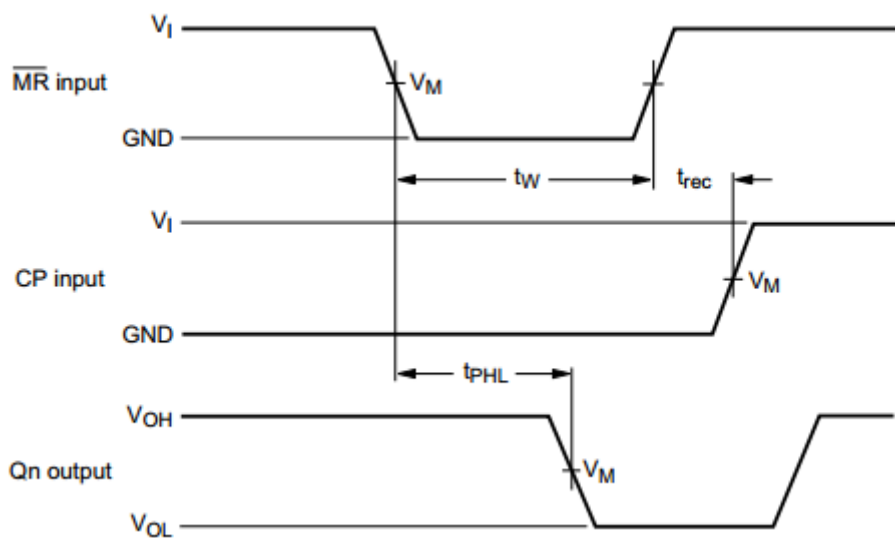 VI
MR input
VM
GND
tW
trec
VI
CP input
VM
GND
tPHL
VOH
Qn output
VM
VOL